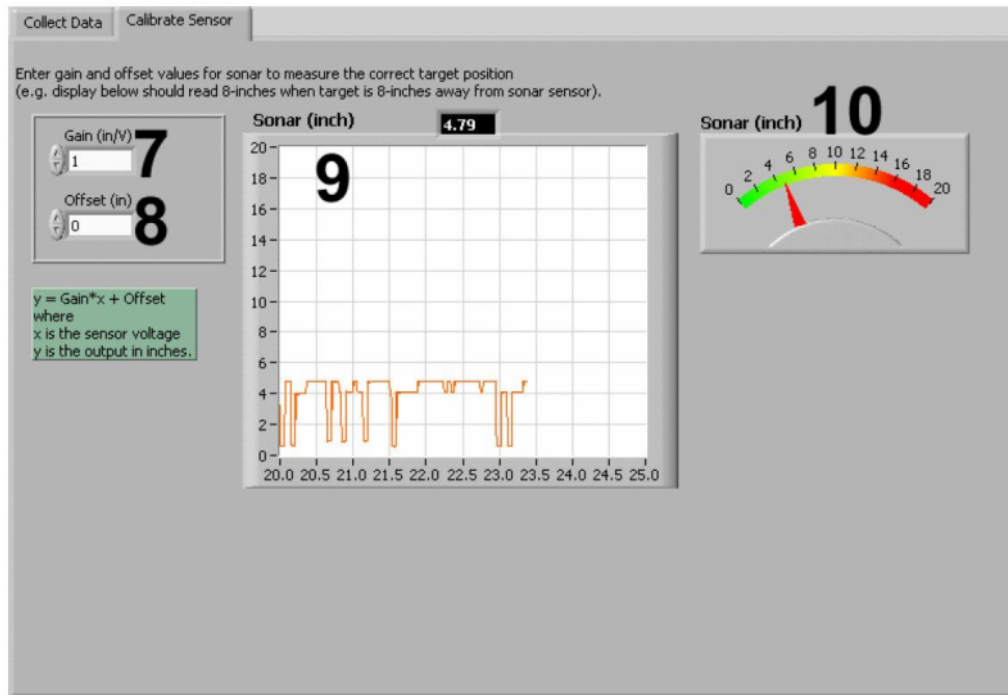 Collect Data
Calibrate Sensor
Enter gain and offset values for sonar to measure the correct target position
(e.g. display below should read 8-inches when target is 8-inches away from sonar sensor).
Gain (in/V)
1
7
Offset (in)
0
8
y = Gain*x + Offset
where
x is the sensor voltage
y is the output in inches.
Sonar (inch)
4.79
9
20
18
16
14
12
10
8
6
4
2
0
20.0 20.5 21.0 21.5 22.0 22.5 23.0 23.5 24.0 24.5 25.0
Sonar (inch)
10
0 2 4 6 8 10 12 14 16 18 20